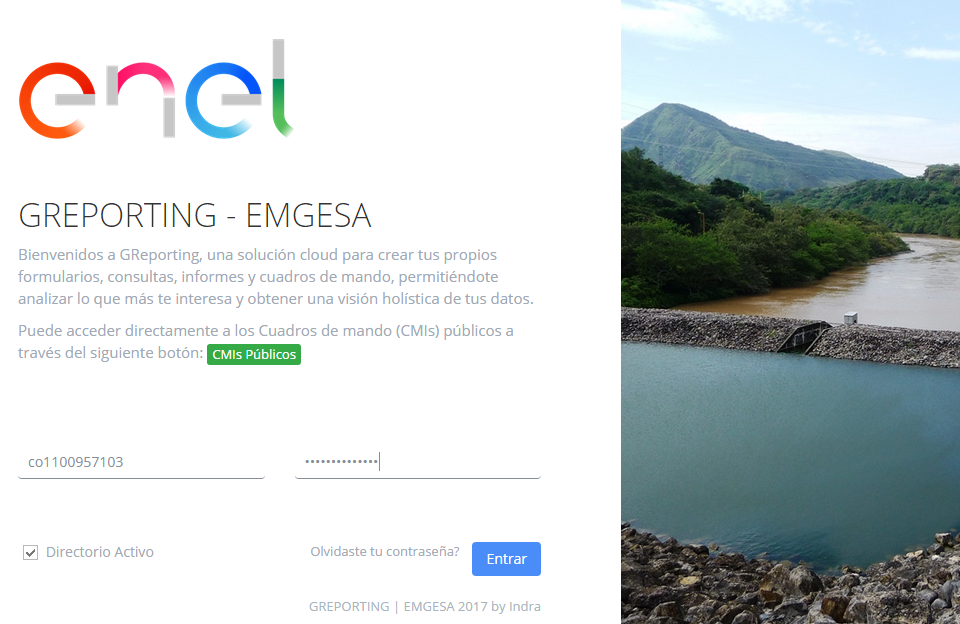 enel
GREPORTING - EMGESA
Bienvenidos a GReporting, una solución cloud para crear tus propios
formularios, consultas, informes y cuadros de mando, permitiéndote
analizar lo que más te interesa y obtener una visión holística de tus datos.
Puede acceder directamente a los Cuadros de mando (CMIs) públicos a
través del siguiente botón: CMIs Públicos
co1100957103 ••••••••••••••
Directorio Activo Olvidaste tu contraseña? Entrar
GREPORTING | EMGESA 2017 by Indra